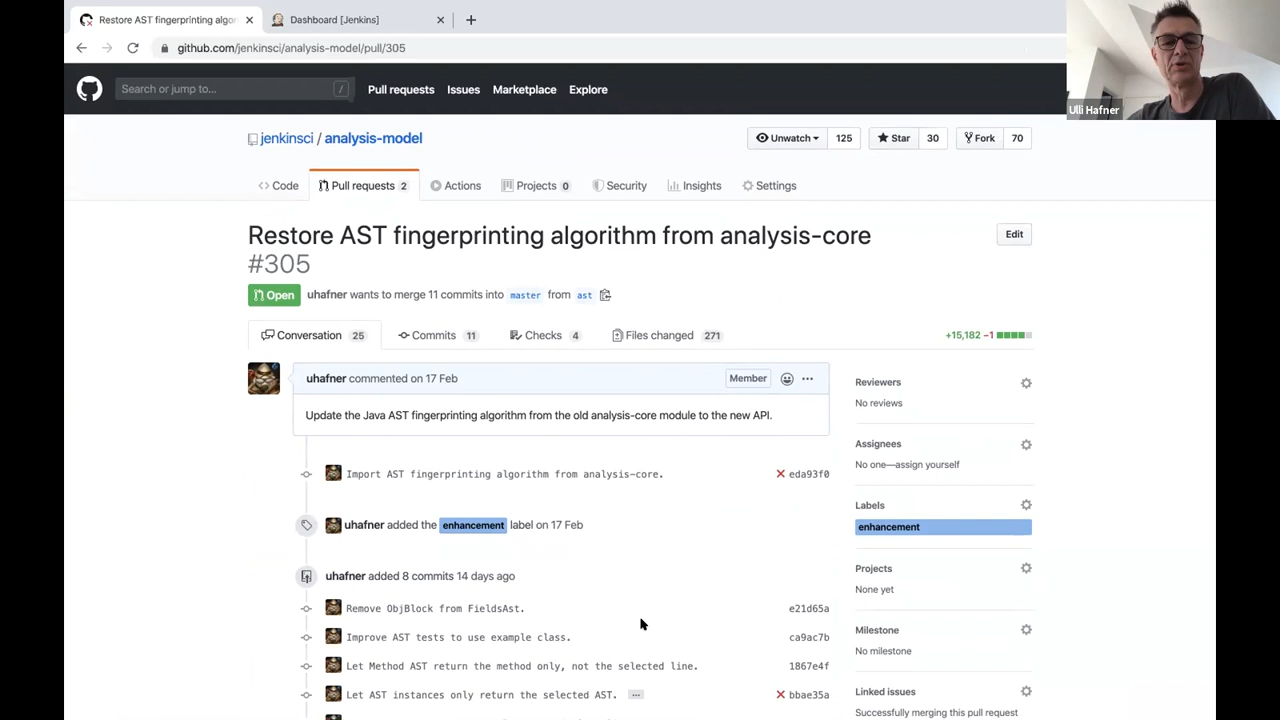 Restore AST fingerprinting algor
Dashboard [Jenkins]
github.com/jenkinsci/analysis-model/pull/305
Ulli Hafner
Search or jump to...
/
Pull requests
Issues
Marketplace
Explore
jenkinsci / analysis-model
Unwatch
125
Star
30
Fork
70
Code
Pull requests 2
Actions
Projects 0
Security
Insights
Settings
Restore AST fingerprinting algorithm from analysis-core
#305
Edit
Open
uhafner wants to merge 11 commits into master from ast
Conversation 25
Commits 11
Checks 4
Files changed 271
+15,182 −1
uhafner commented on 17 Feb
Member
Update the Java AST fingerprinting algorithm from the old analysis-core module to the new API.
Import AST fingerprinting algorithm from analysis-core.
eda93f0
uhafner added the enhancement label on 17 Feb
uhafner added 8 commits 14 days ago
Remove ObjBlock from FieldsAst.
e21d65a
Improve AST tests to use example class.
ca9ac7b
Let Method AST return the method only, not the selected line.
1867e4f
Let AST instances only return the selected AST. ...
bbae35a
Reviewers
No reviews
Assignees
No one—assign yourself
Labels
enhancement
Projects
None yet
Milestone
No milestone
Linked issues
Successfully merging this pull request